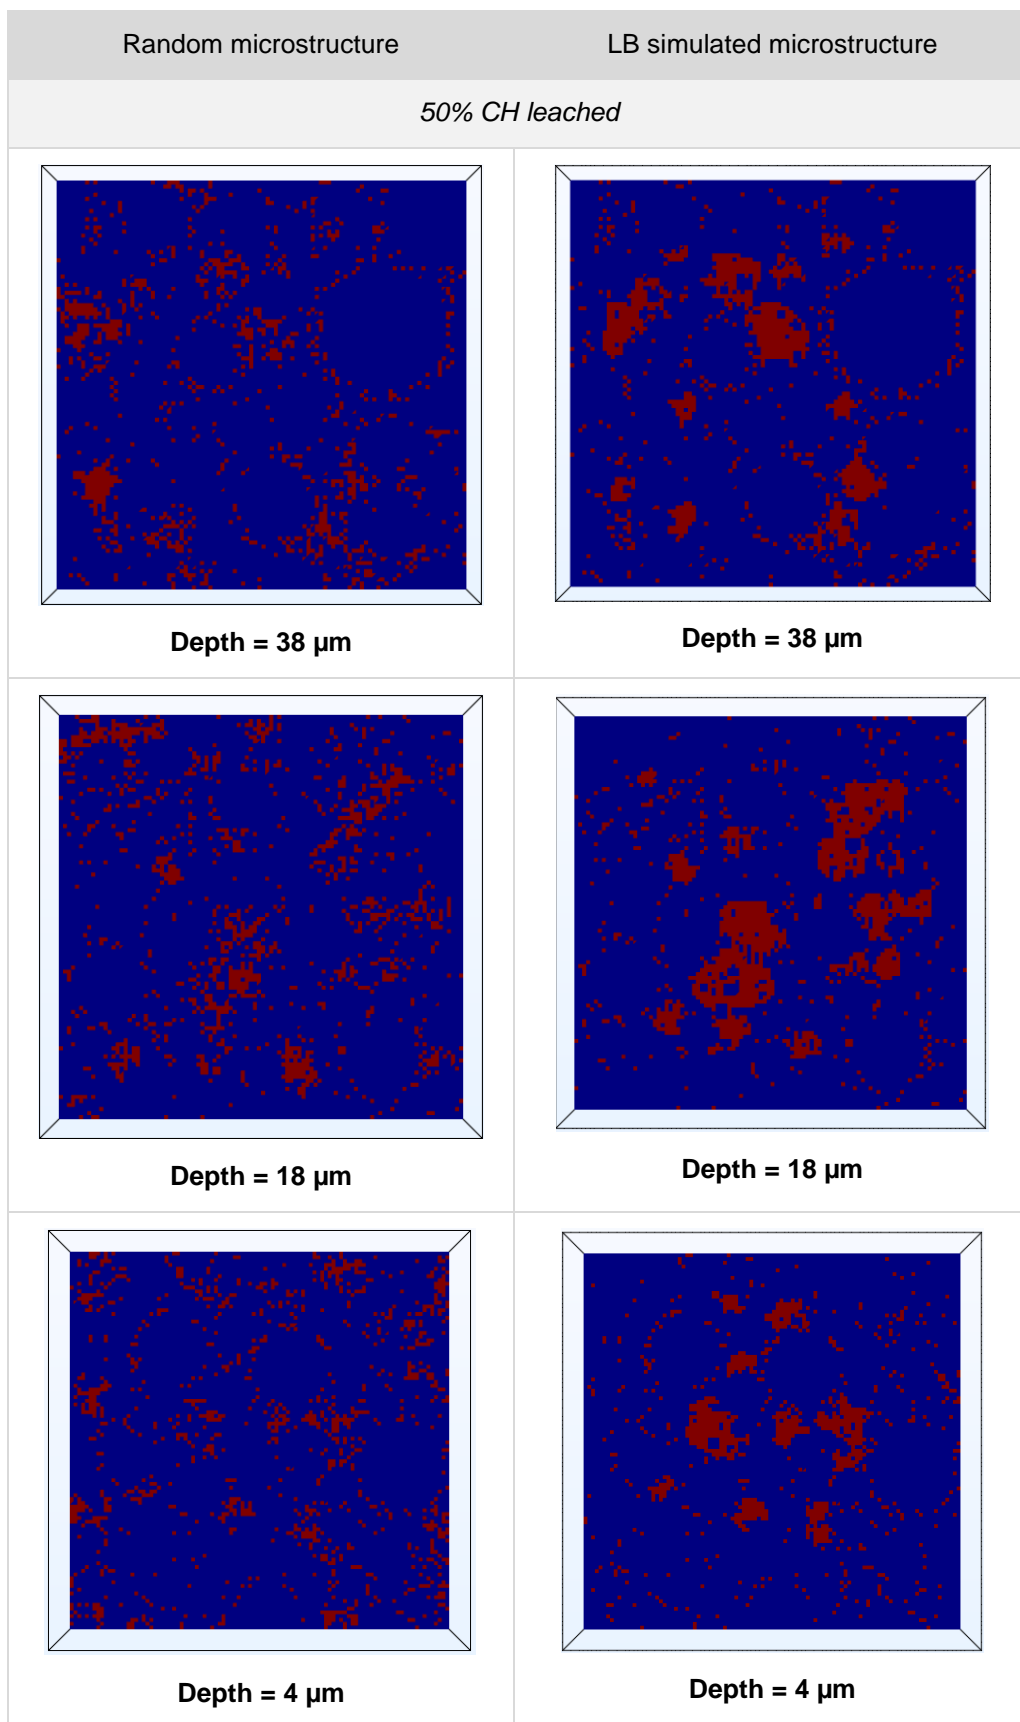 Random microstructure
LB simulated microstructure
50% CH leached
Depth = 38 µm
Depth = 38 µm
Depth = 18 µm
Depth = 18 µm
Depth = 4 µm
Depth = 4 µm